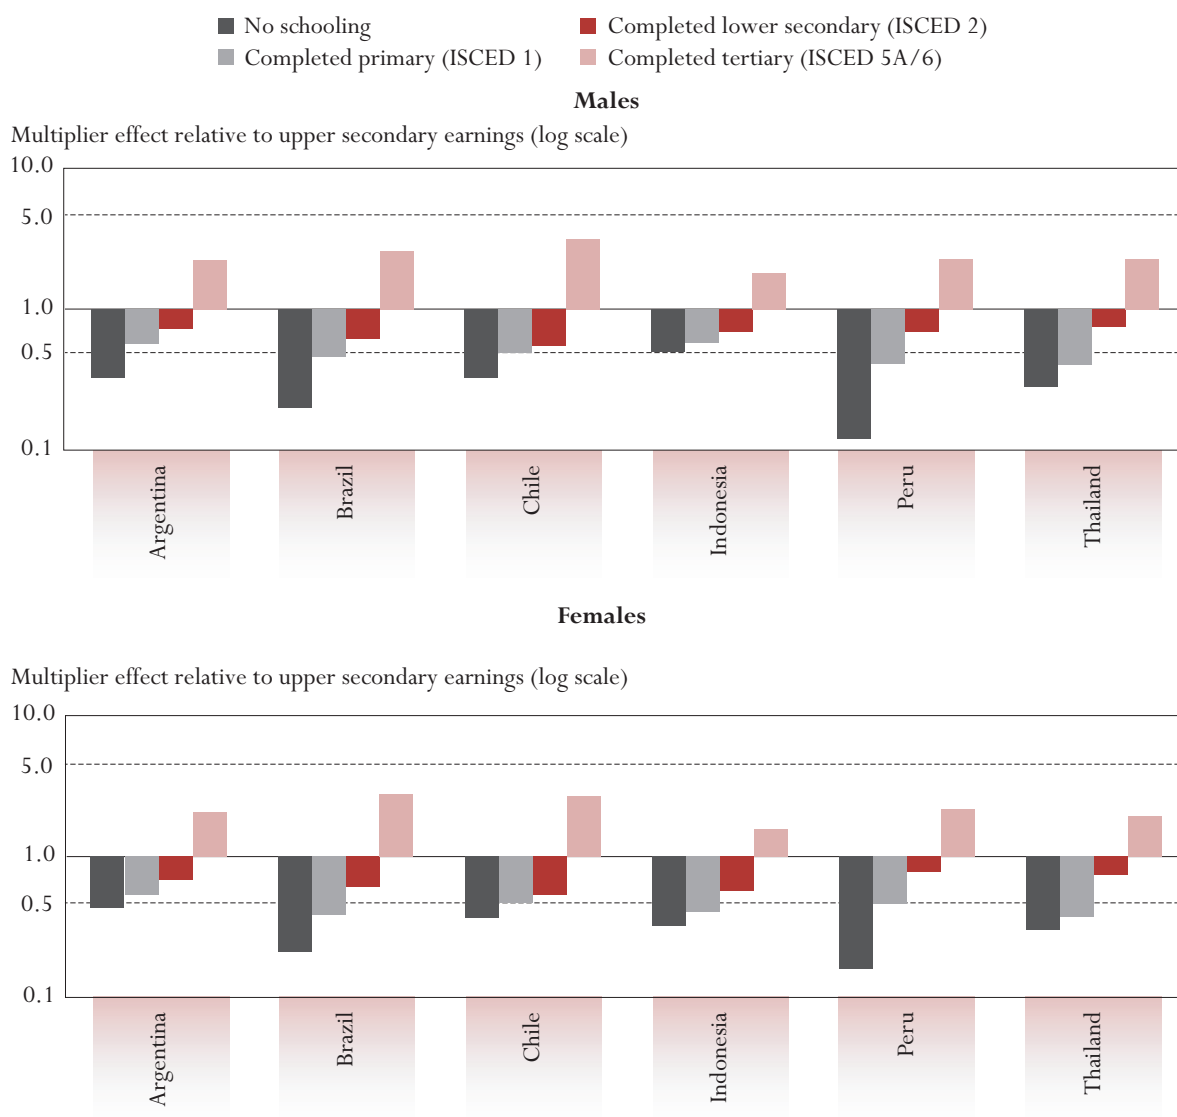 No schooling
Completed lower secondary (ISCED 2)
Completed primary (ISCED 1)
Completed tertiary (ISCED 5A/6)
Males
Multiplier effect relative to upper secondary earnings (log scale)
10.0
5.0
1.0
0.5
0.1
Argentina
Brazil
Chile
Indonesia
Peru
Thailand
Females
Multiplier effect relative to upper secondary earnings (log scale)
10.0
5.0
1.0
0.5
0.1
Argentina
Brazil
Chile
Indonesia
Peru
Thailand